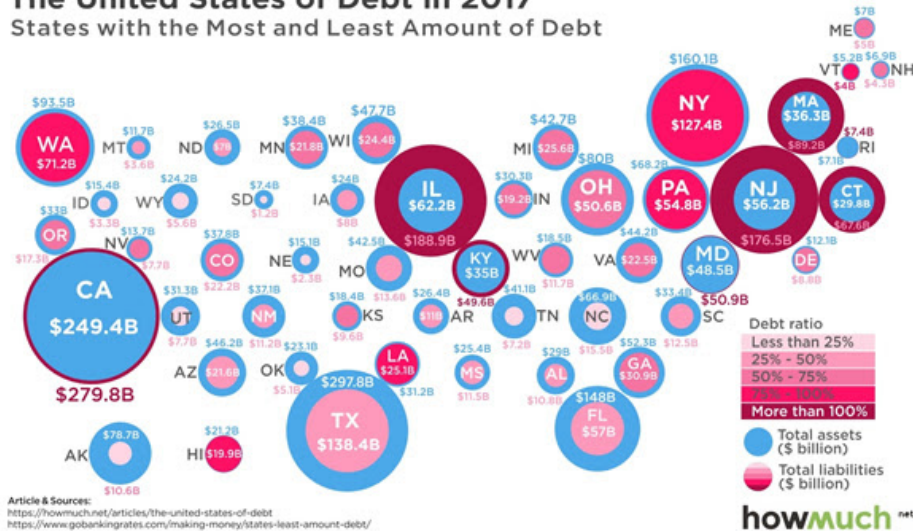 The United States of Debt in 2017
States with the Most and Least Amount of Debt
$7B
ME
$5B
$5.2B $6.9B
VT NH
$4B $4.3B
$160.1B
NY
$127.4B
MA
$36.3B
$89.2B
$7.4B
RI
$7.1B
$93.5B
WA
$71.2B
$11.7B
MT
$3.6B
$26.5B
ND $7B
$38.4B
MN $21.8B
$47.7B
WI $24.4B
$42.7B
MI $25.6B
$15.4B
ID
$3.3B
$24.2B
WY
$5.6B
$7.4B
SD
$1.2B
$24B
IA
$8B
IL
$62.2B
$188.9B
$30.3B
$19.2B IN
$80B
OH
$50.6B
$68.2B
PA
$54.8B
NJ
$56.2B
$176.5B
CT
$29.8B
$67.6B
$33B
OR
$17.3B
$13.7B
NV
$7.7B
$37.8B
CO
$22.2B
$15.1B
NE
$2.3B
$42.5B
MO
$13.6B
KY
$35B
$49.6B
$18.5B
WV
$11.7B
$44.2B
VA $22.5B
MD
$48.5B
$50.9B
$12.1B
DE
$8.8B
CA
$249.4B
$279.8B
$31.3B
UT
$7.7B
$37.1B
NM
$11.2B
$18.4B
KS
$9.6B
$26.4B
$11B AR
$41.1B
TN
$7.2B
$66.9B
NC
$15.5B
$33.4B
SC
$12.5B
$46.2B
AZ $21.6B
$23.1B
OK
$5.1B
LA
$25.1B
$31.2B
$25.4B
MS
$11.5B
$29B
AL
$10.8B
$52.3B
GA
$30.9B
$297.8B
TX
$138.4B
$148B
FL
$57B
$78.7B
AK
$10.6B
$21.2B
HI $19.9B
Debt ratio
Less than 25%
25% - 50%
50% - 75%
75% - 100%
More than 100%
Total assets
($ billion)
Total liabilities
($ billion)
Article & Sources:
https://howmuch.net/articles/the-united-states-of-debt
https://www.gobankingrates.com/making-money/states-least-amount-debt/
howmuch.net